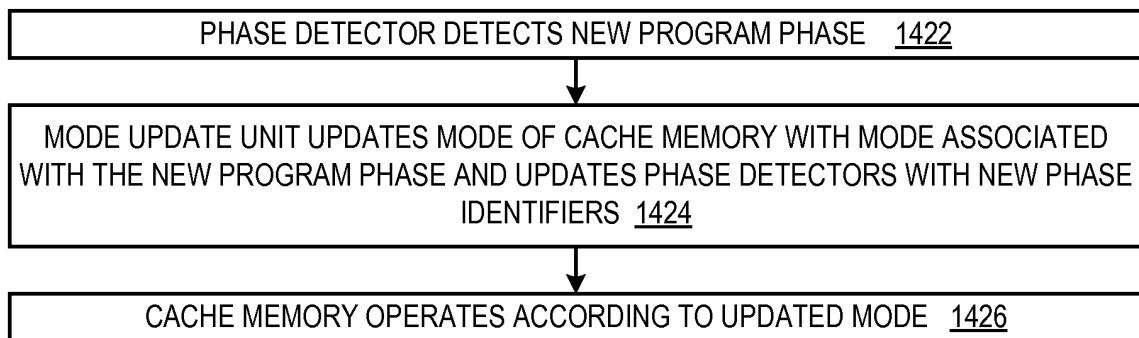 PHASE DETECTOR DETECTS NEW PROGRAM PHASE 1422
MODE UPDATE UNIT UPDATES MODE OF CACHE MEMORY WITH MODE ASSOCIATED
WITH THE NEW PROGRAM PHASE AND UPDATES PHASE DETECTORS WITH NEW PHASE
IDENTIFIERS 1424
CACHE MEMORY OPERATES ACCORDING TO UPDATED MODE 1426